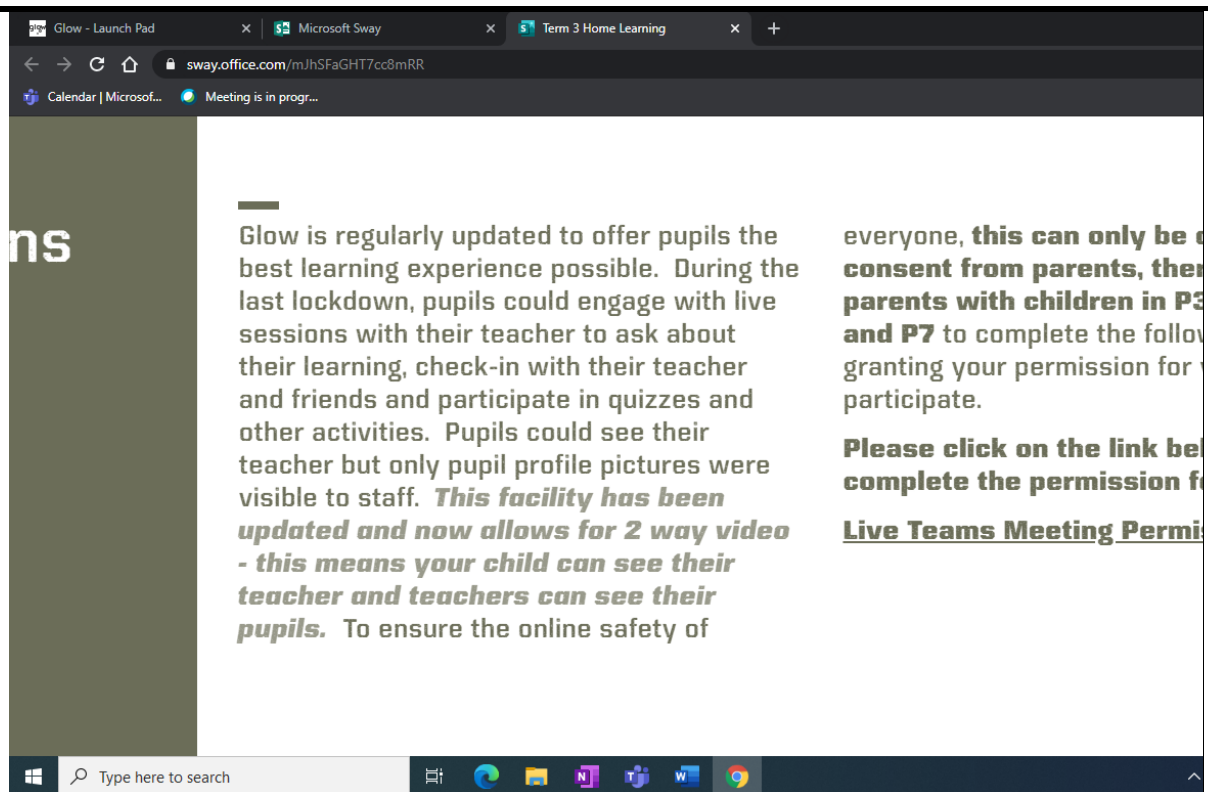 Glow - Launch Pad
Microsoft Sway
Term 3 Home Learning
sway.office.com/mJhSFaGHT7cc8mRR
Calendar | Microsof...
Meeting is in progr...
ns
Glow is regularly updated to offer pupils the
best learning experience possible. During the
last lockdown, pupils could engage with live
sessions with their teacher to ask about
their learning, check-in with their teacher
and friends and participate in quizzes and
other activities. Pupils could see their
teacher but only pupil profile pictures were
visible to staff. This facility has been
updated and now allows for 2 way video
- this means your child can see their
teacher and teachers can see their
pupils. To ensure the online safety of
everyone, this can only be
consent from parents, ther
parents with children in P3
and P7 to complete the follow
granting your permission for
participate.
Please click on the link bel
complete the permission fo
Live Teams Meeting Permis
Type here to search